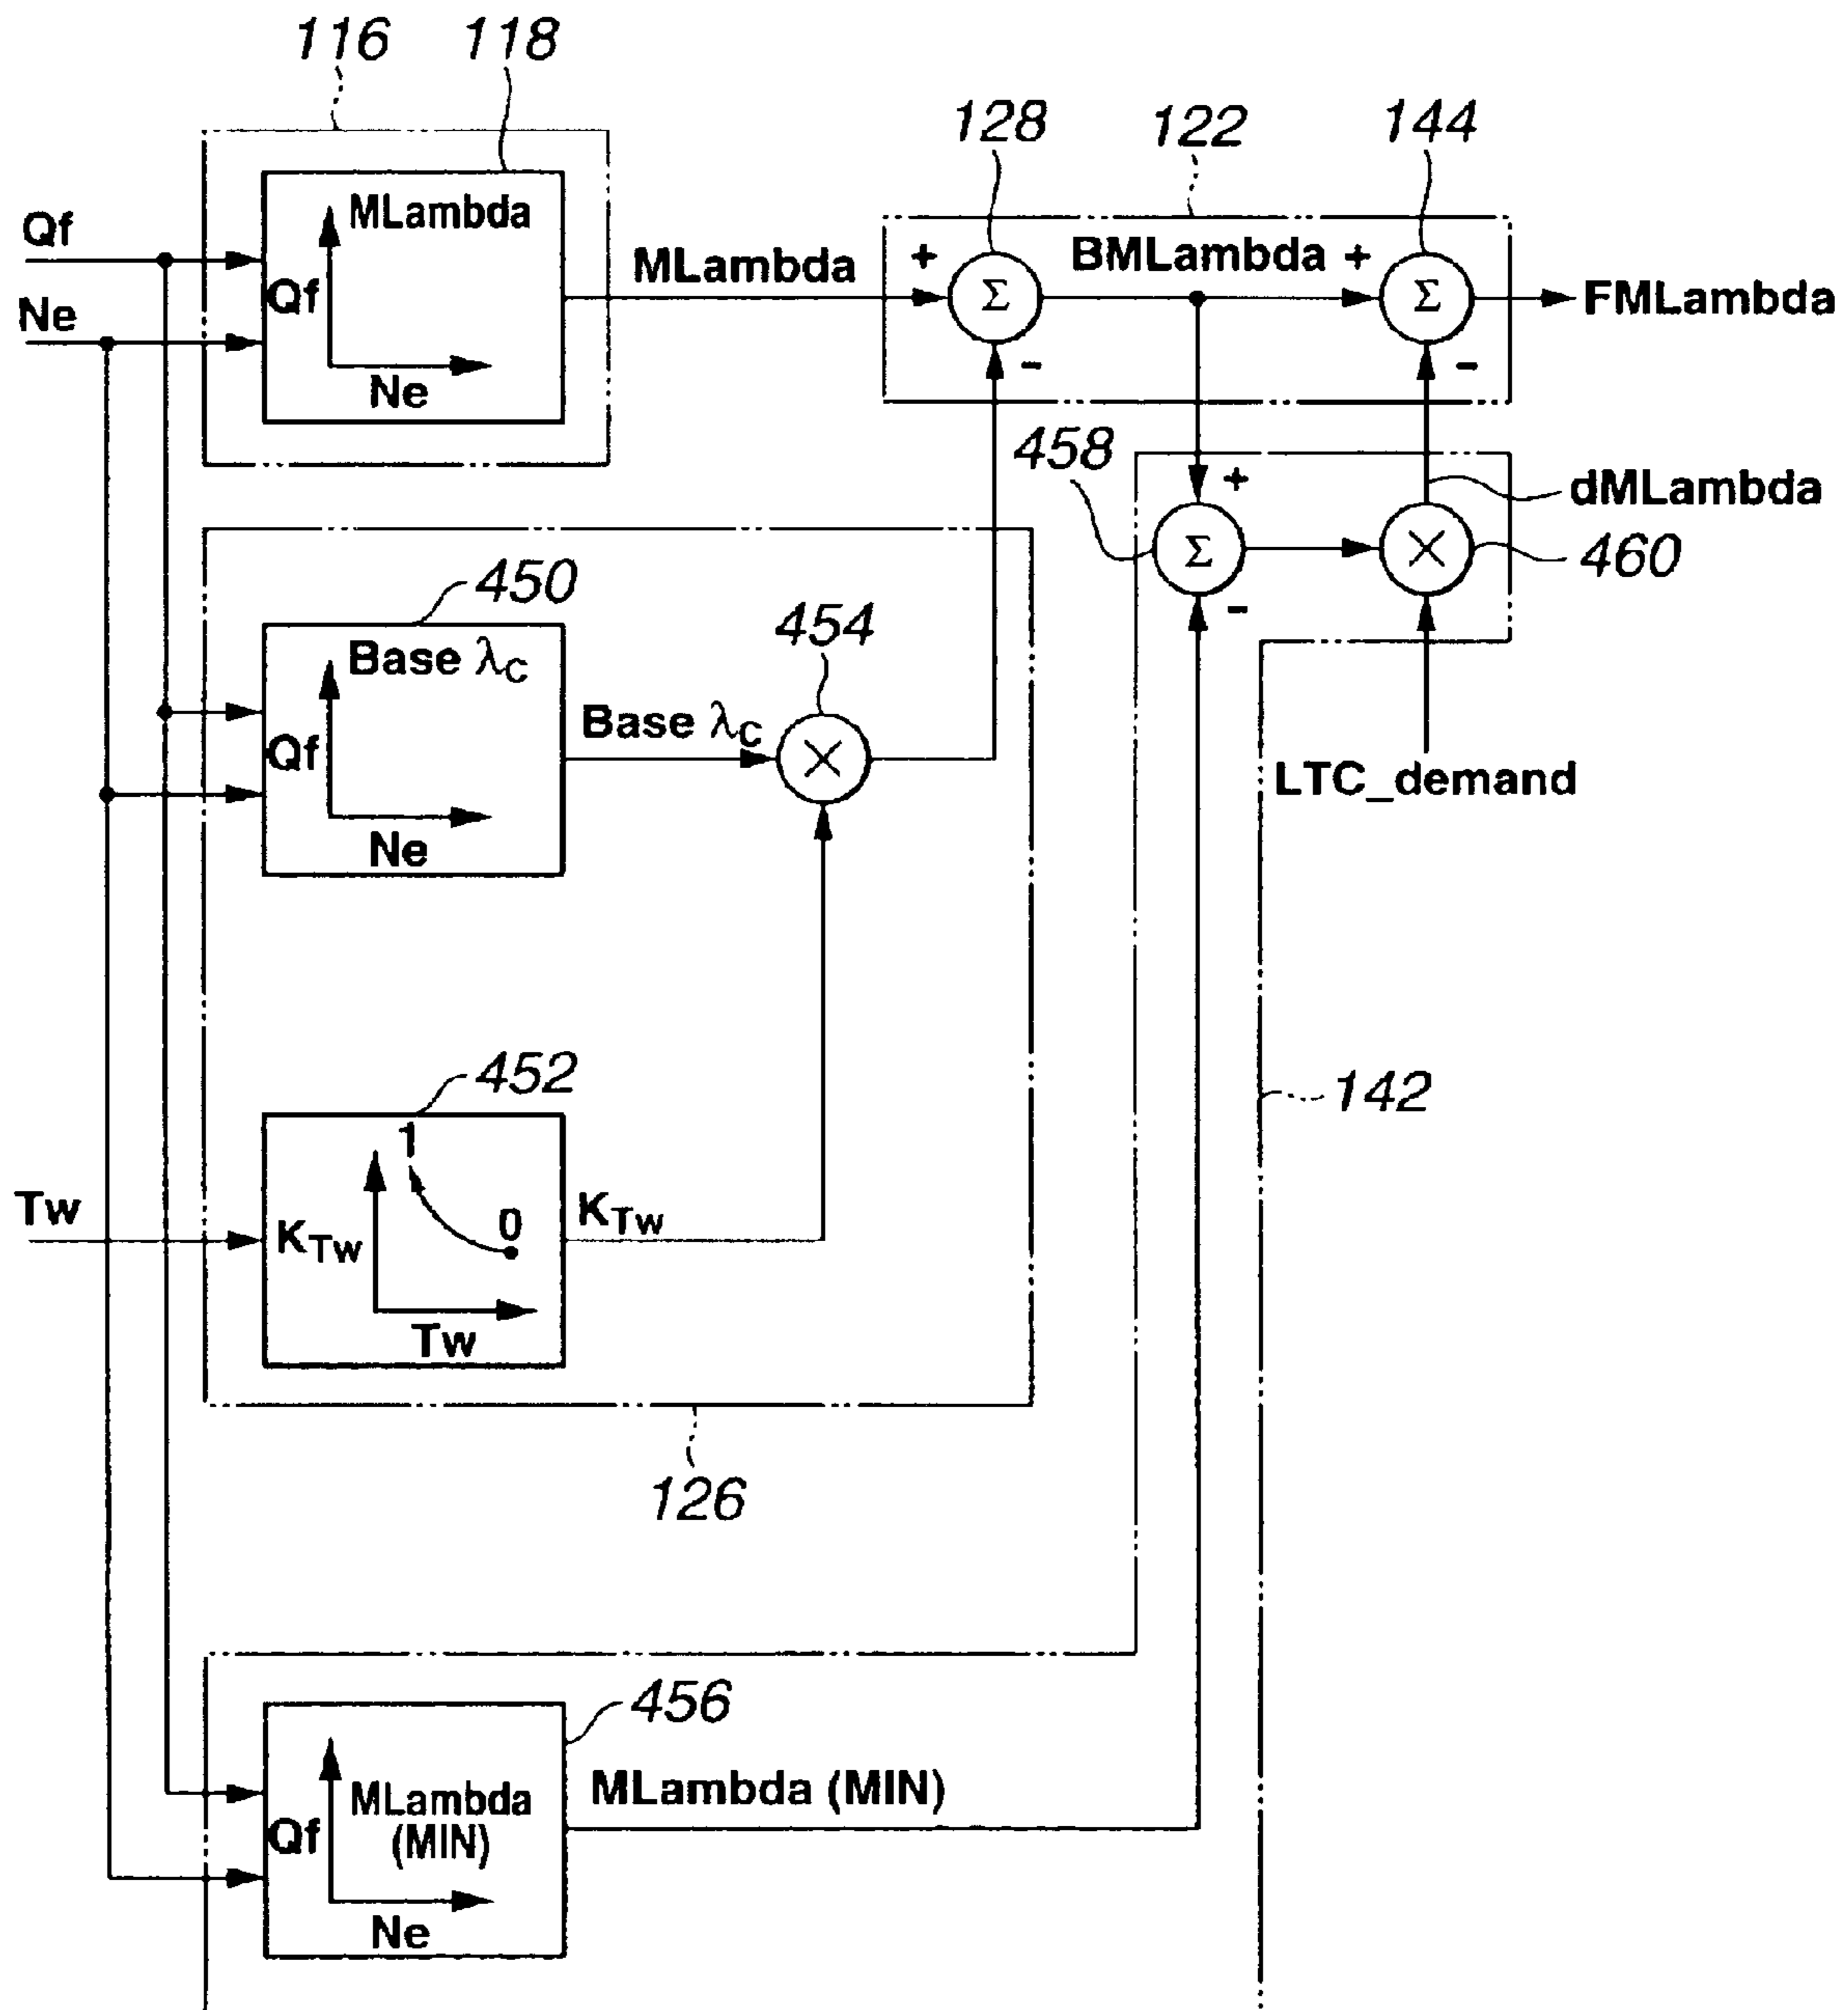 116
118
128
122
144
Qf
MLambda
Qf
Ne
Ne
MLambda
+
Σ
-
BMLambda
+
Σ
-
FMLambda
458
+
Σ
-
dMLambda
460
LTC_demand
450
Base λC
Qf
Ne
Base λC
454
452
1
0
Tw
KTw
Tw
KTw
142
126
456
MLambda
(MIN)
Qf
Ne
MLambda (MIN)